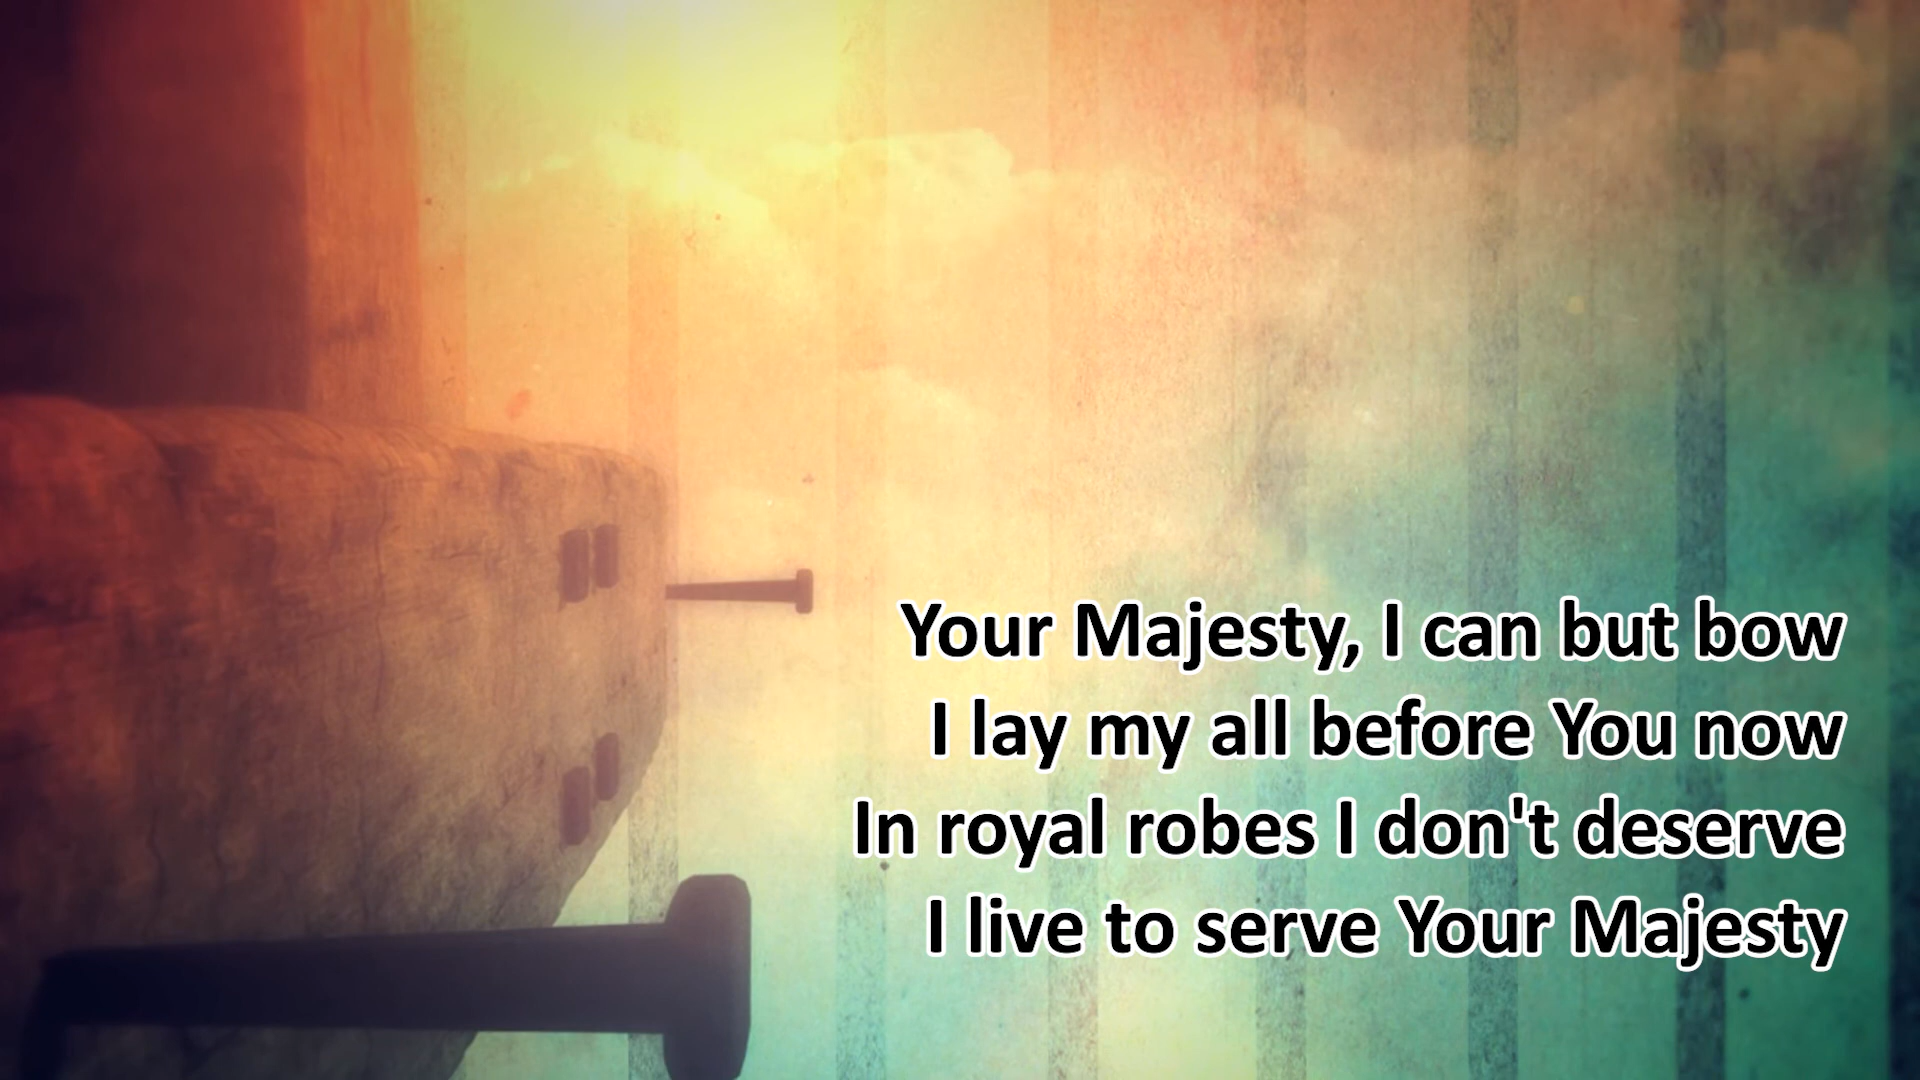 Your Majesty, I can but bow
I lay my all before You now
In royal robes I don't deserve
I live to serve Your Majesty